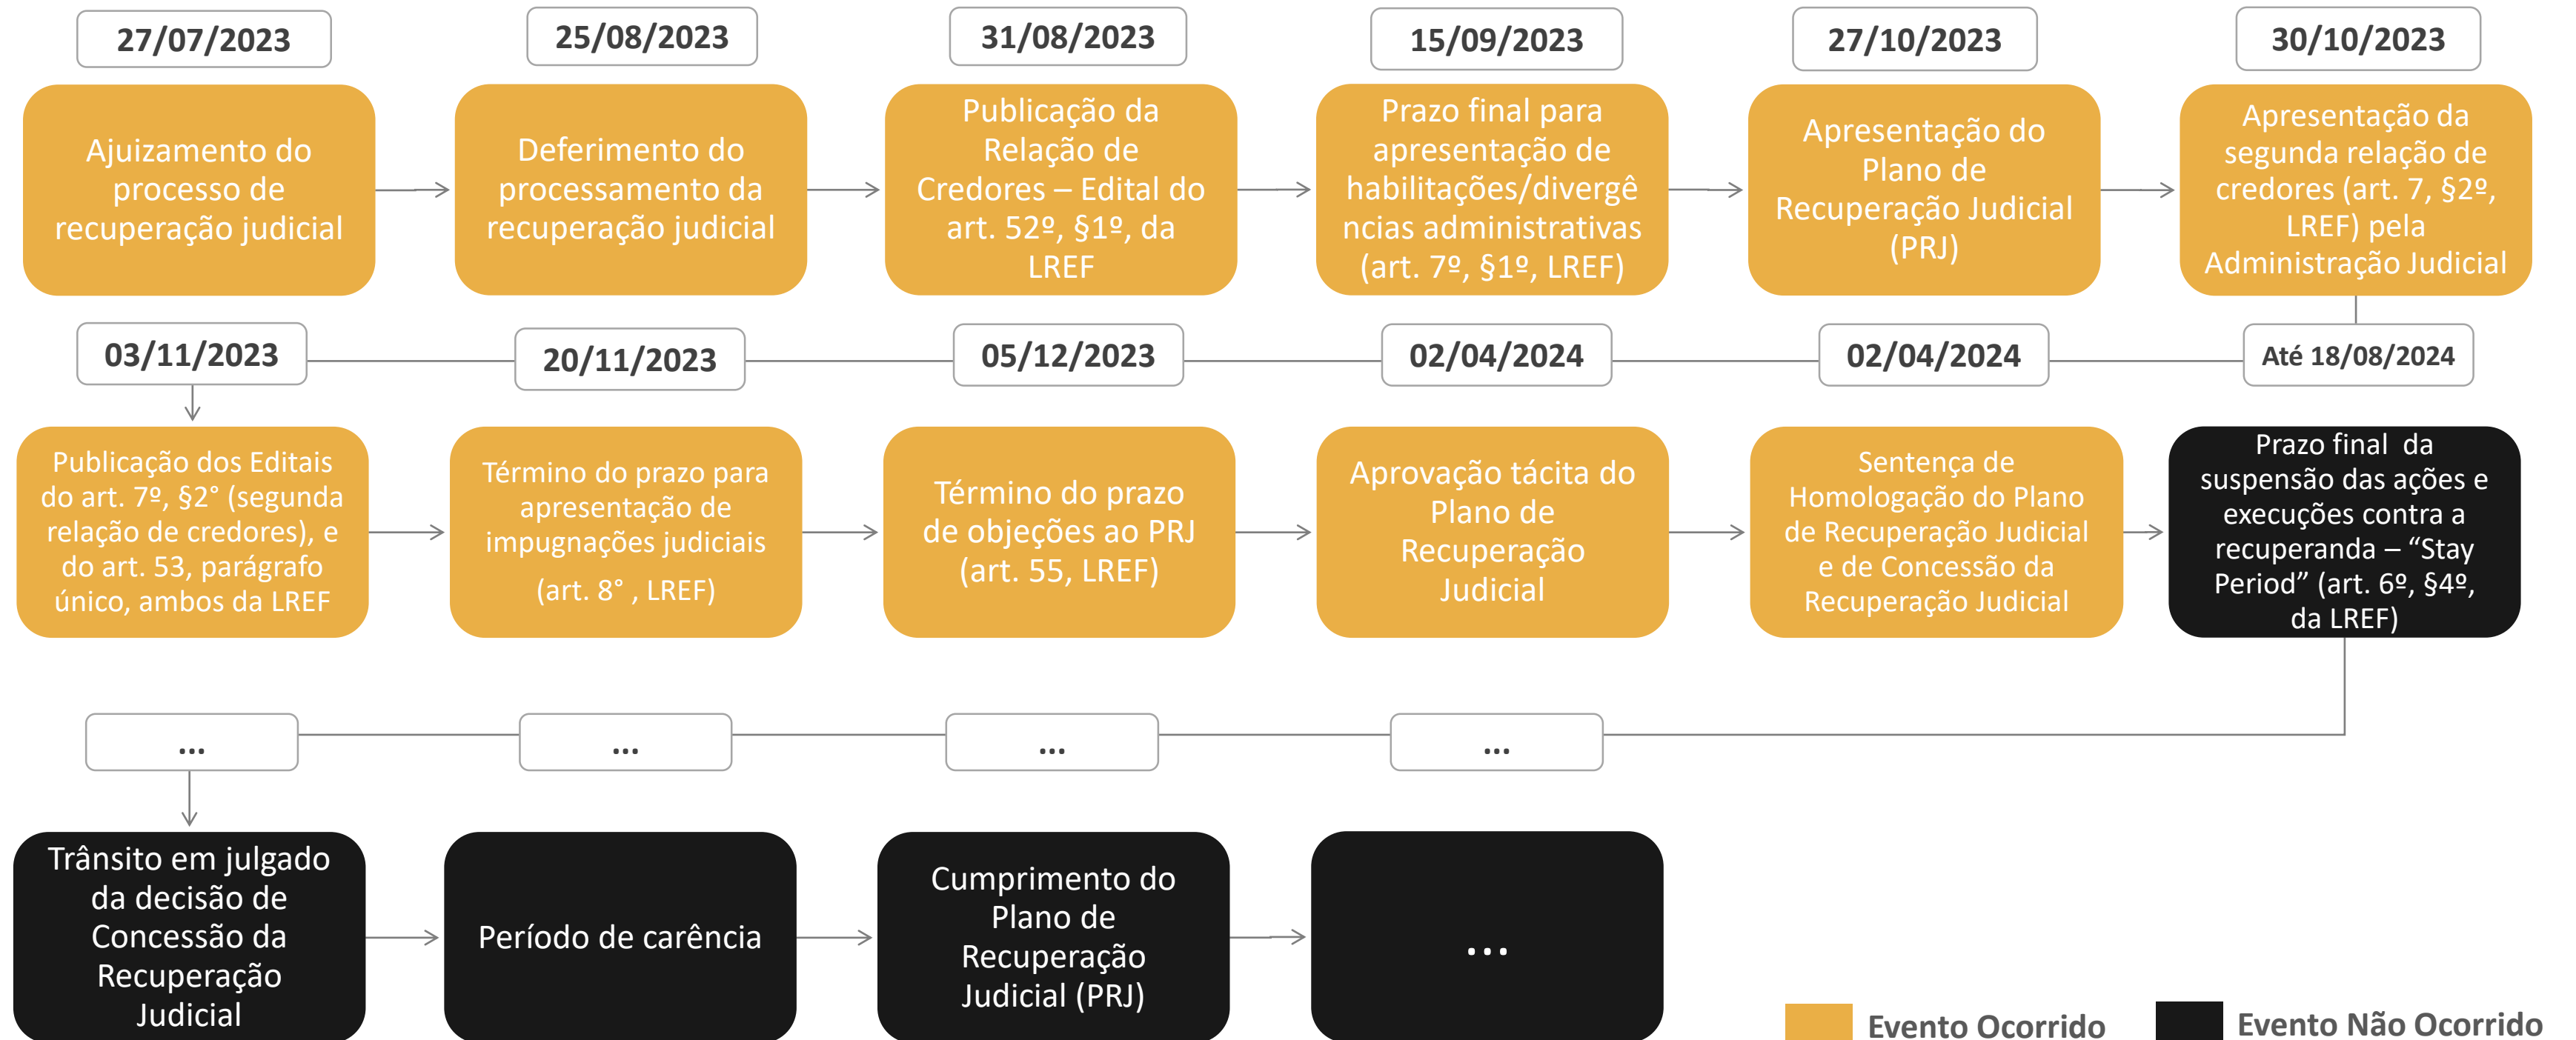 27/07/2023
25/08/2023
31/08/2023
15/09/2023
27/10/2023
30/10/2023
Ajuizamento do
processo de
recuperação judicial
Deferimento do
processamento da
recuperação judicial
Publicação da
Relação de
Credores – Edital do
art. 52º, §1º, da
LREF
Prazo final para
apresentação de
habilitações/divergê
ncias administrativas
(art. 7º, §1º, LREF)
Apresentação do
Plano de
Recuperação Judicial
(PRJ)
Apresentação da
segunda relação de
credores (art. 7, §2º,
LREF) pela
Administração Judicial
03/11/2023
20/11/2023
05/12/2023
02/04/2024
02/04/2024
Até 18/08/2024
Publicação dos Editais
do art. 7º, §2° (segunda
relação de credores), e
do art. 53, parágrafo
único, ambos da LREF
Término do prazo para
apresentação de
impugnações judiciais
(art. 8° , LREF)
Término do prazo
de objeções ao PRJ
(art. 55, LREF)
Aprovação tácita do
Plano de
Recuperação
Judicial
Sentença de
Homologação do Plano
de Recuperação Judicial
e de Concessão da
Recuperação Judicial
Prazo final  da
suspensão das ações e
execuções contra a
recuperanda – “Stay
Period” (art. 6º, §4º,
da LREF)
...
...
...
...
Trânsito em julgado
da decisão de
Concessão da
Recuperação
Judicial
Período de carência
Cumprimento do
Plano de
Recuperação
Judicial (PRJ)
...
Evento Ocorrido
Evento Não Ocorrido